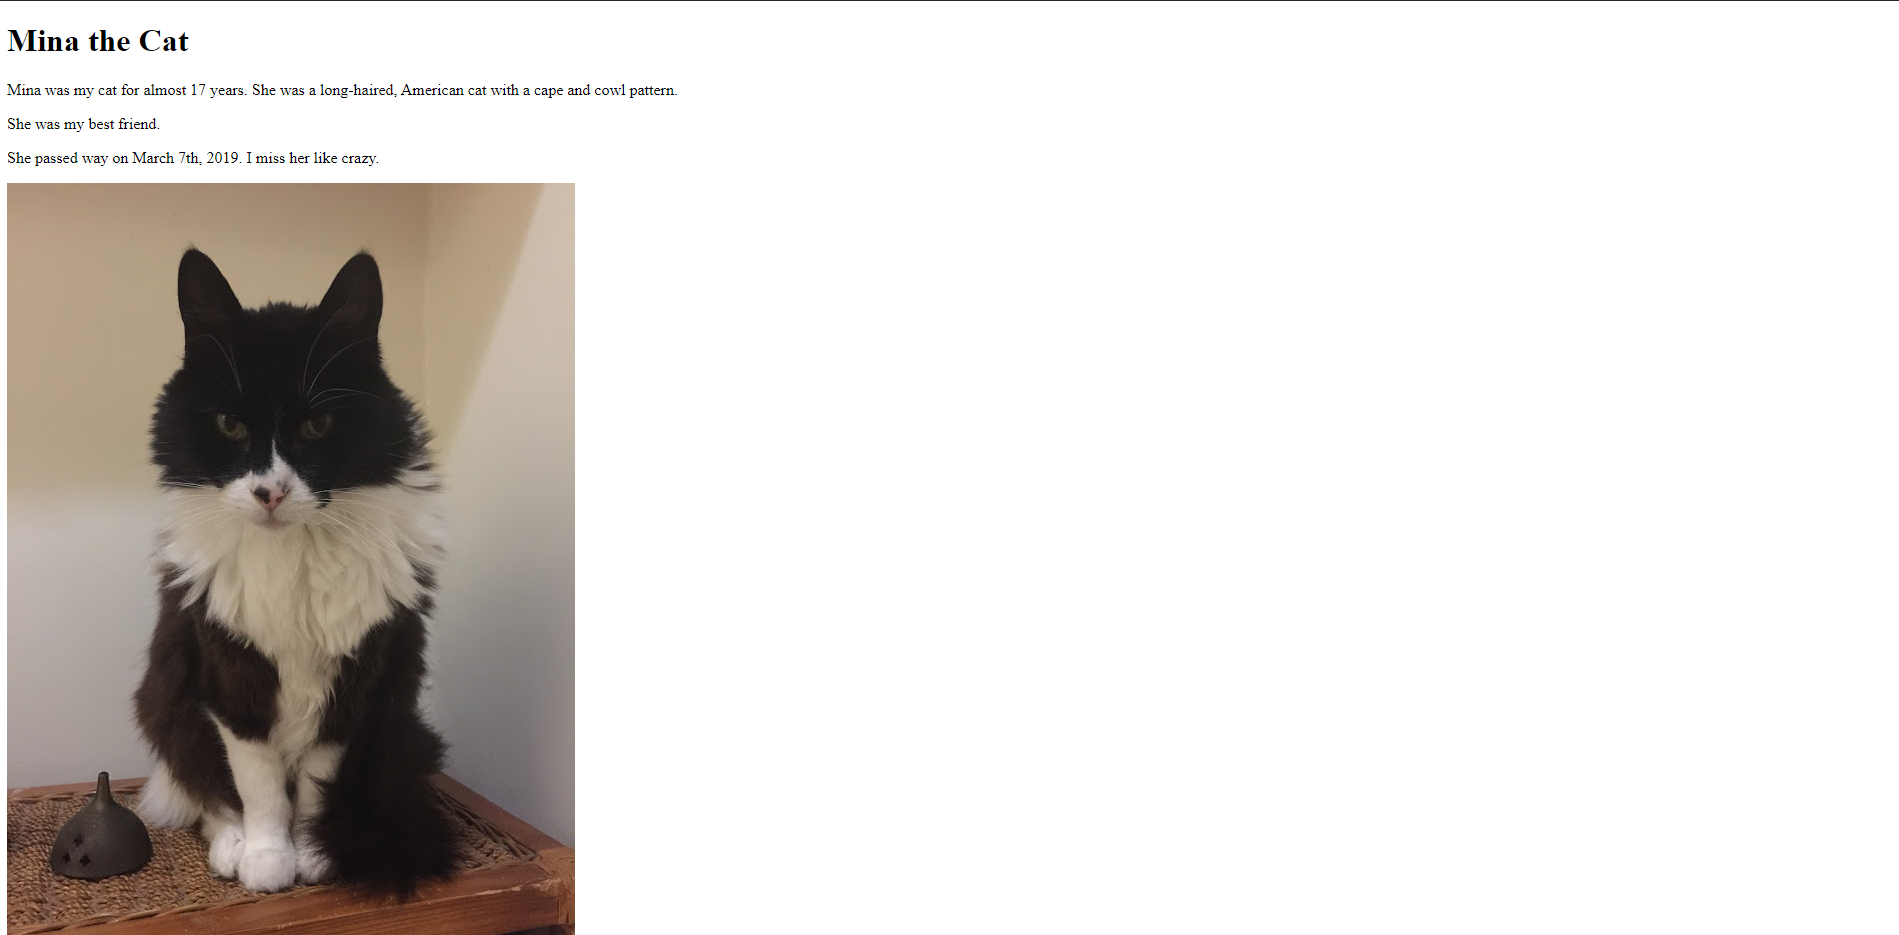 Mina the Cat
Mina was my cat for almost 17 years. She was a long-haired, American cat with a cape and cowl pattern.
She was my best friend.
She passed way on March 7th, 2019. I miss her like crazy.